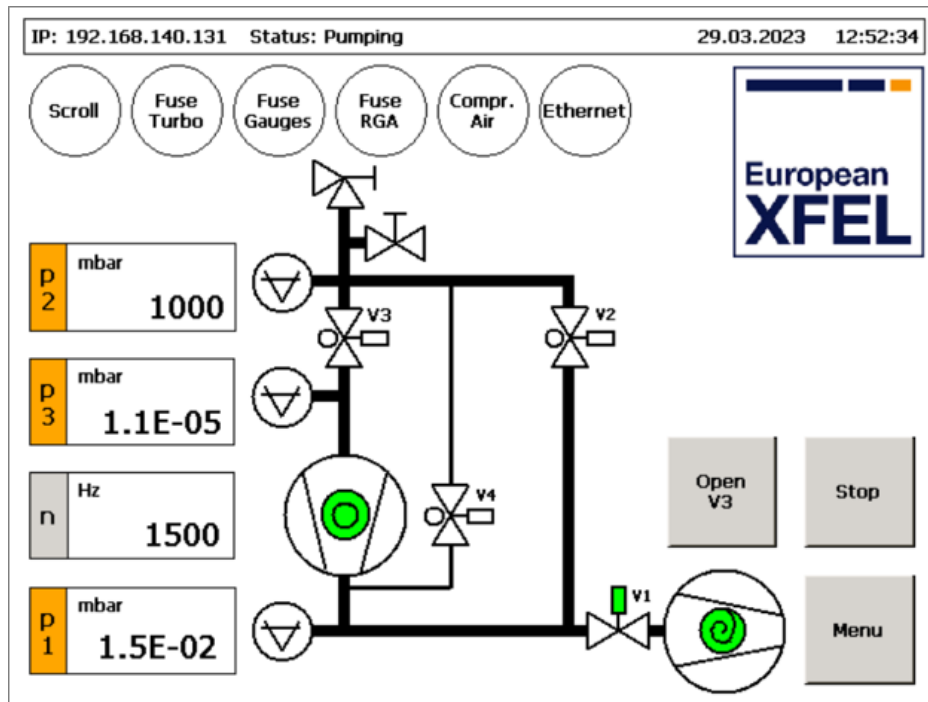 IP: 192.168.140.131 Status: Pumping 29.03.2023 12:52:34
Scroll
Fuse
Turbo
Fuse
Gauges
Fuse
RGA
Compr.
Air
Ethernet
European
XFEL
p
2
mbar
1000
V3
V2
p
3
mbar
1.1E-05
n
Hz
1500
V4
Open
V3
Stop
p
1
mbar
1.5E-02
V1
Menu